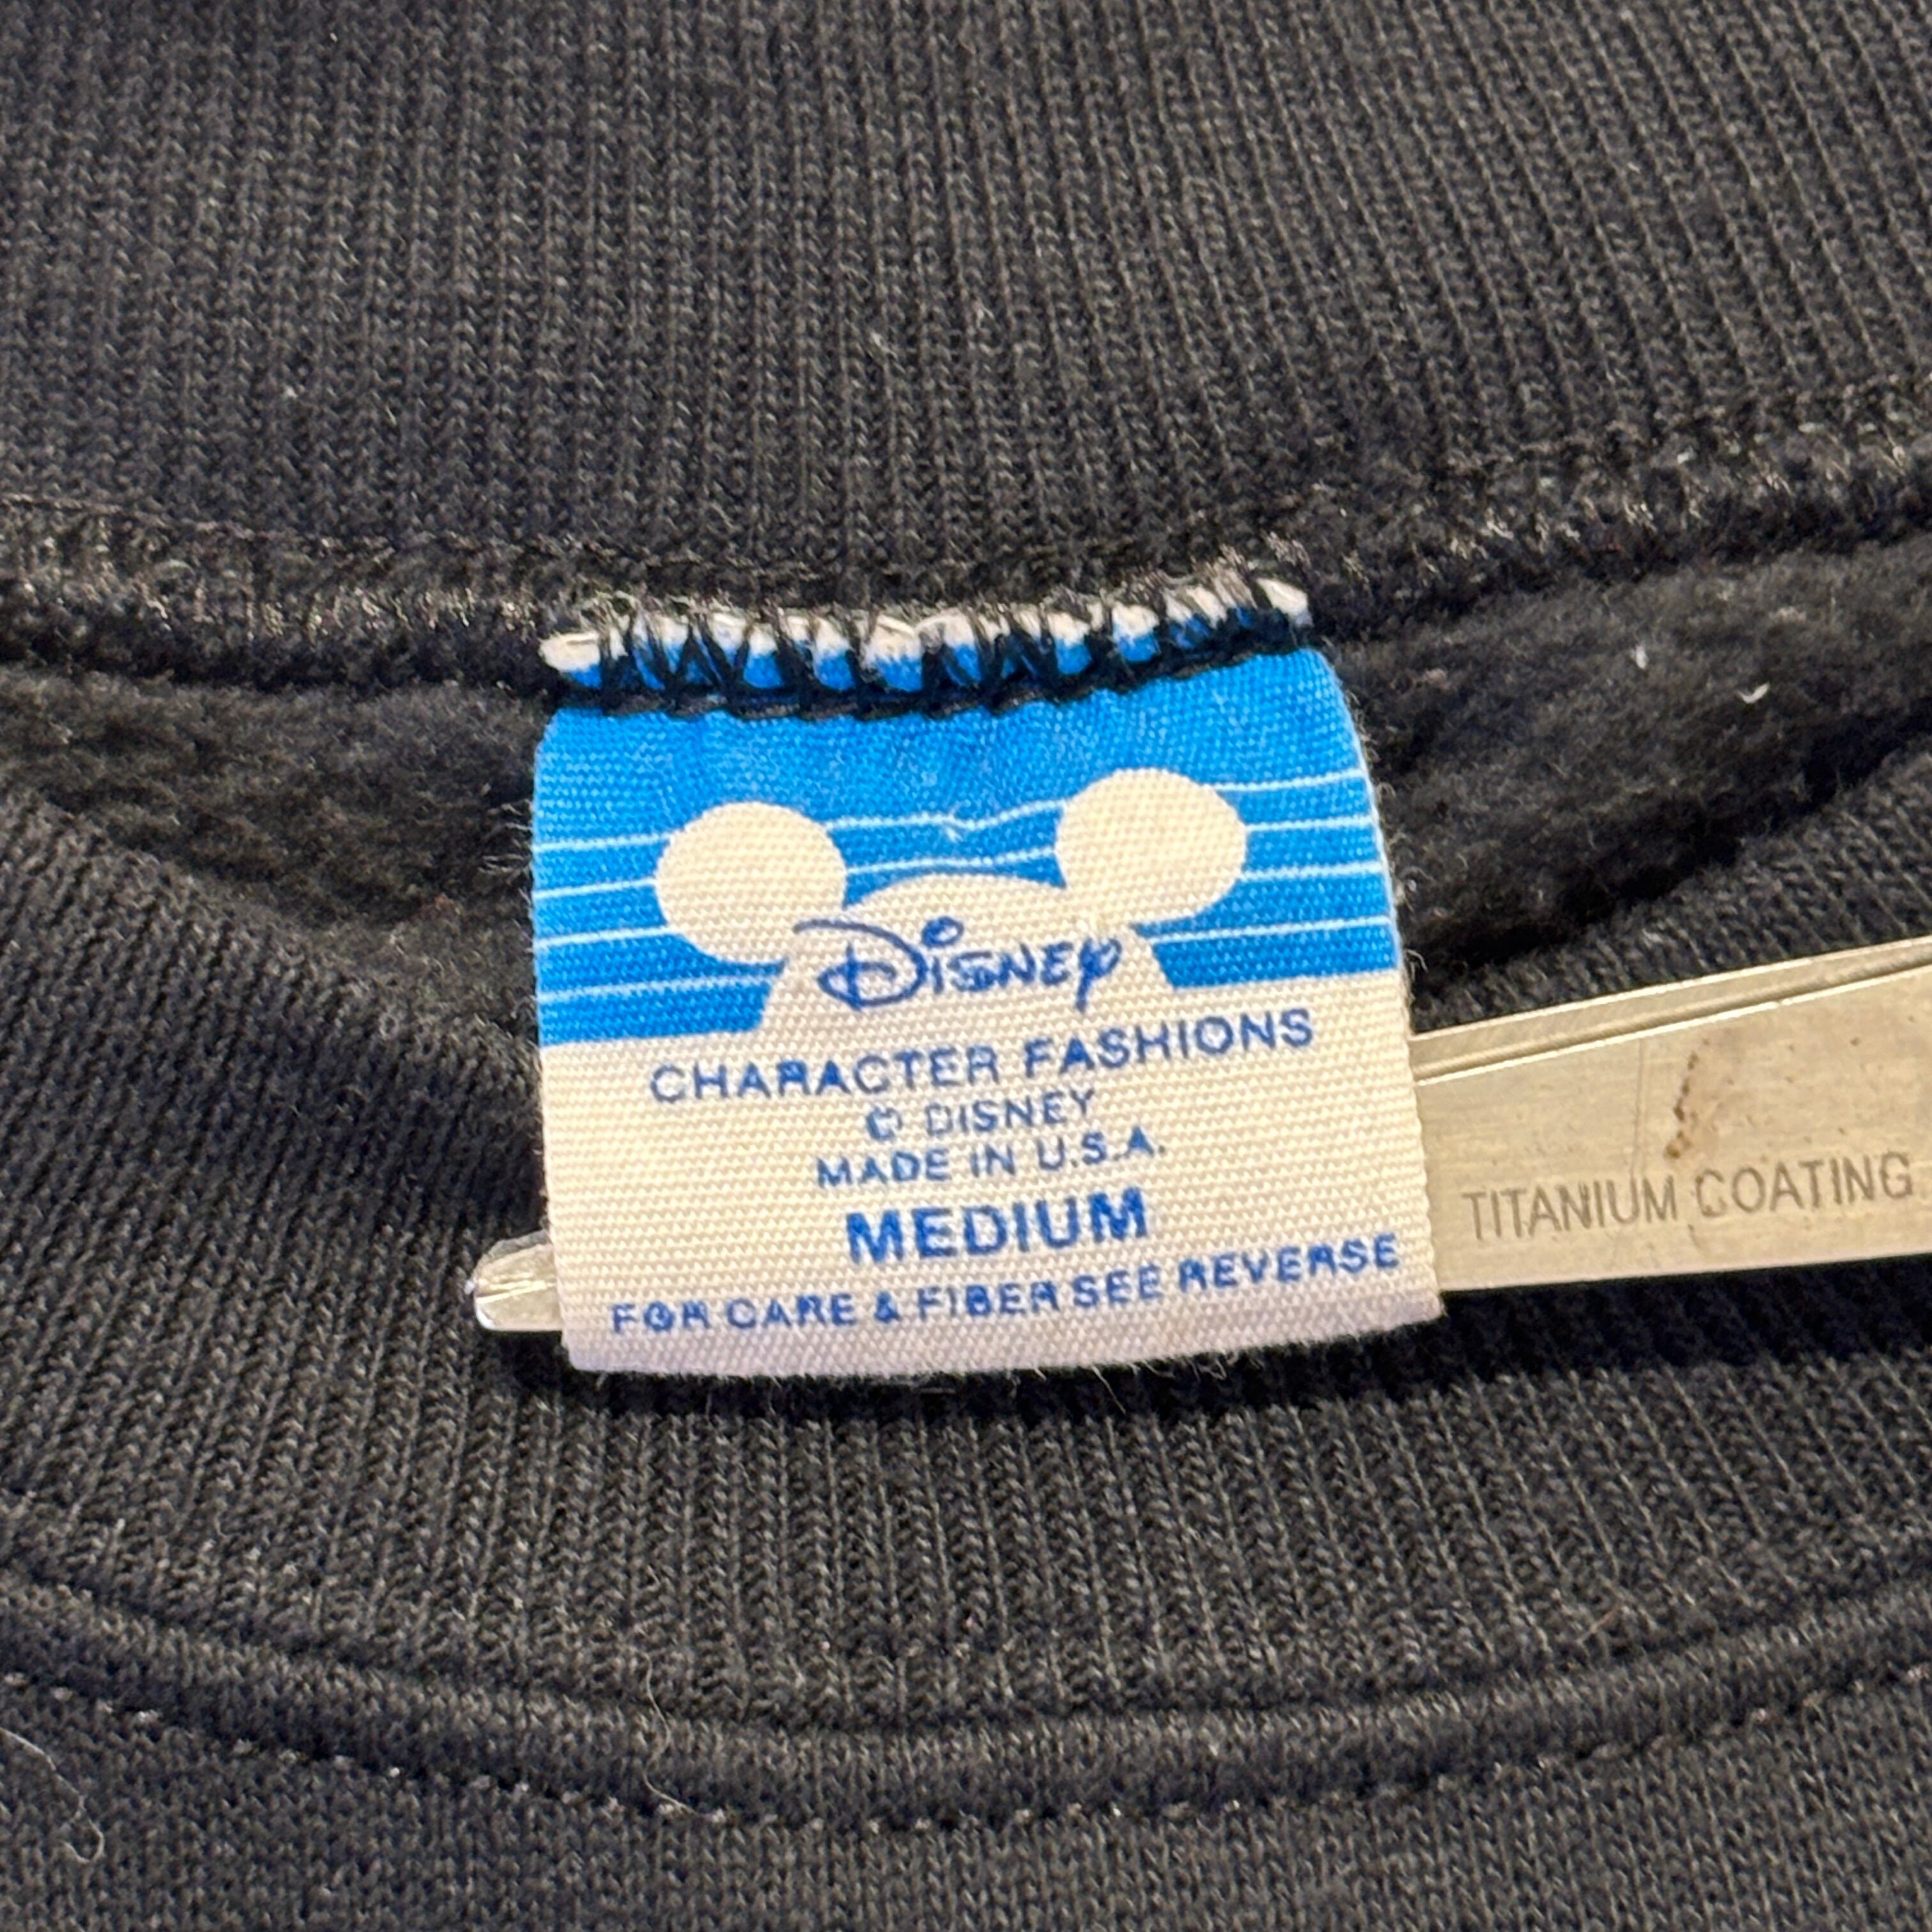 Disney
CHARACTER FASHIONS
© DISNEY
MADE IN U.S.A.
MEDIUM
FOR CARE & FIBER SEE REVERSE
TITANIUM COATING